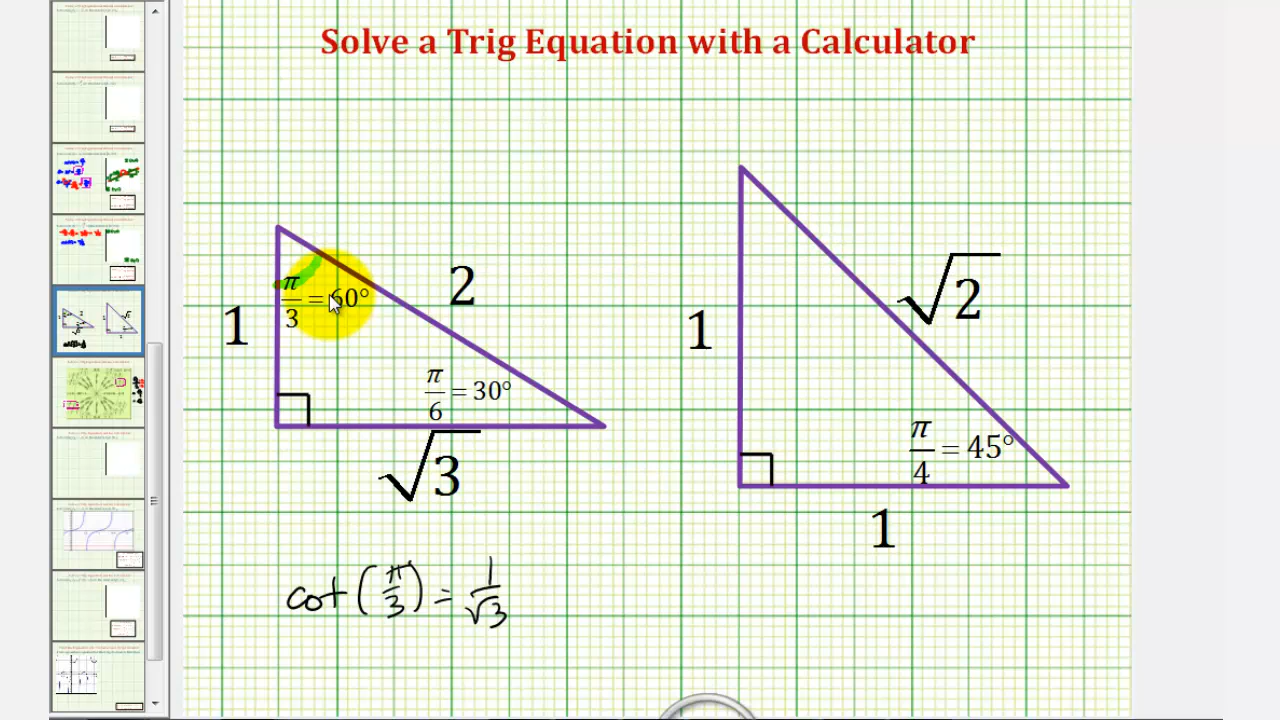 Solve a Trig Equation with a Calculator
π/3 = 60°
2
1
π/6 = 30°
√3
√2
1
π/4 = 45°
1
cot (π/3) = 1/√3